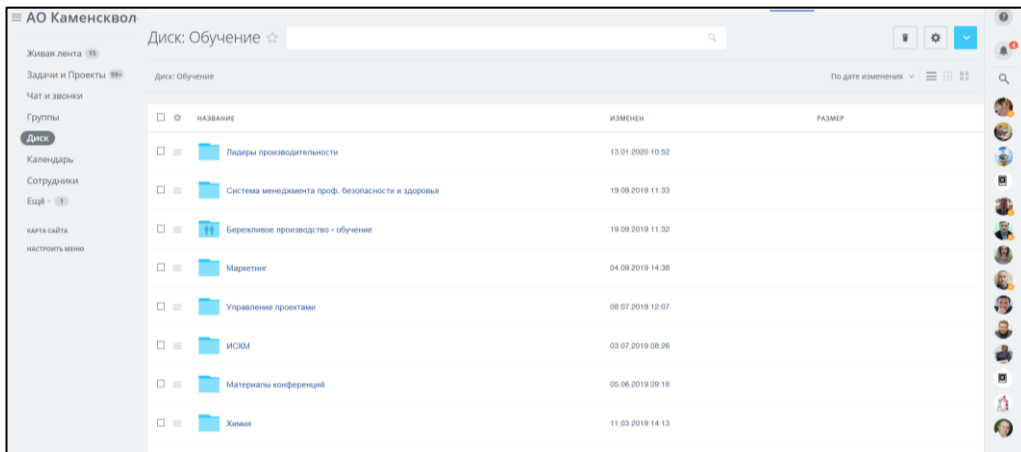 АО Каменсквол
Живая лента 15
Задачи и Проекты 99+
Чат и звонки
Группы
Диск
Календарь
Сотрудники
Ещё - 1
КАРТА САЙТА
НАСТРОИТЬ МЕНЮ
Диск: Обучение
Диск: Обучение
По дате изменения
НАЗВАНИЕ ИЗМЕНЕН РАЗМЕР
Лидеры производительности 13.01.2020 10:52
Система менеджмента проф. безопасности и здоровья 19.09.2019 11:33
Бережливое производство - обучение 19.09.2019 11:32
Маркетинг 04.09.2019 14:38
Управление проектами 08.07.2019 12:07
ИСКМ 03.07.2019 08:26
Материалы конференций 05.06.2019 09:18
Химия 11.03.2019 14:13
4